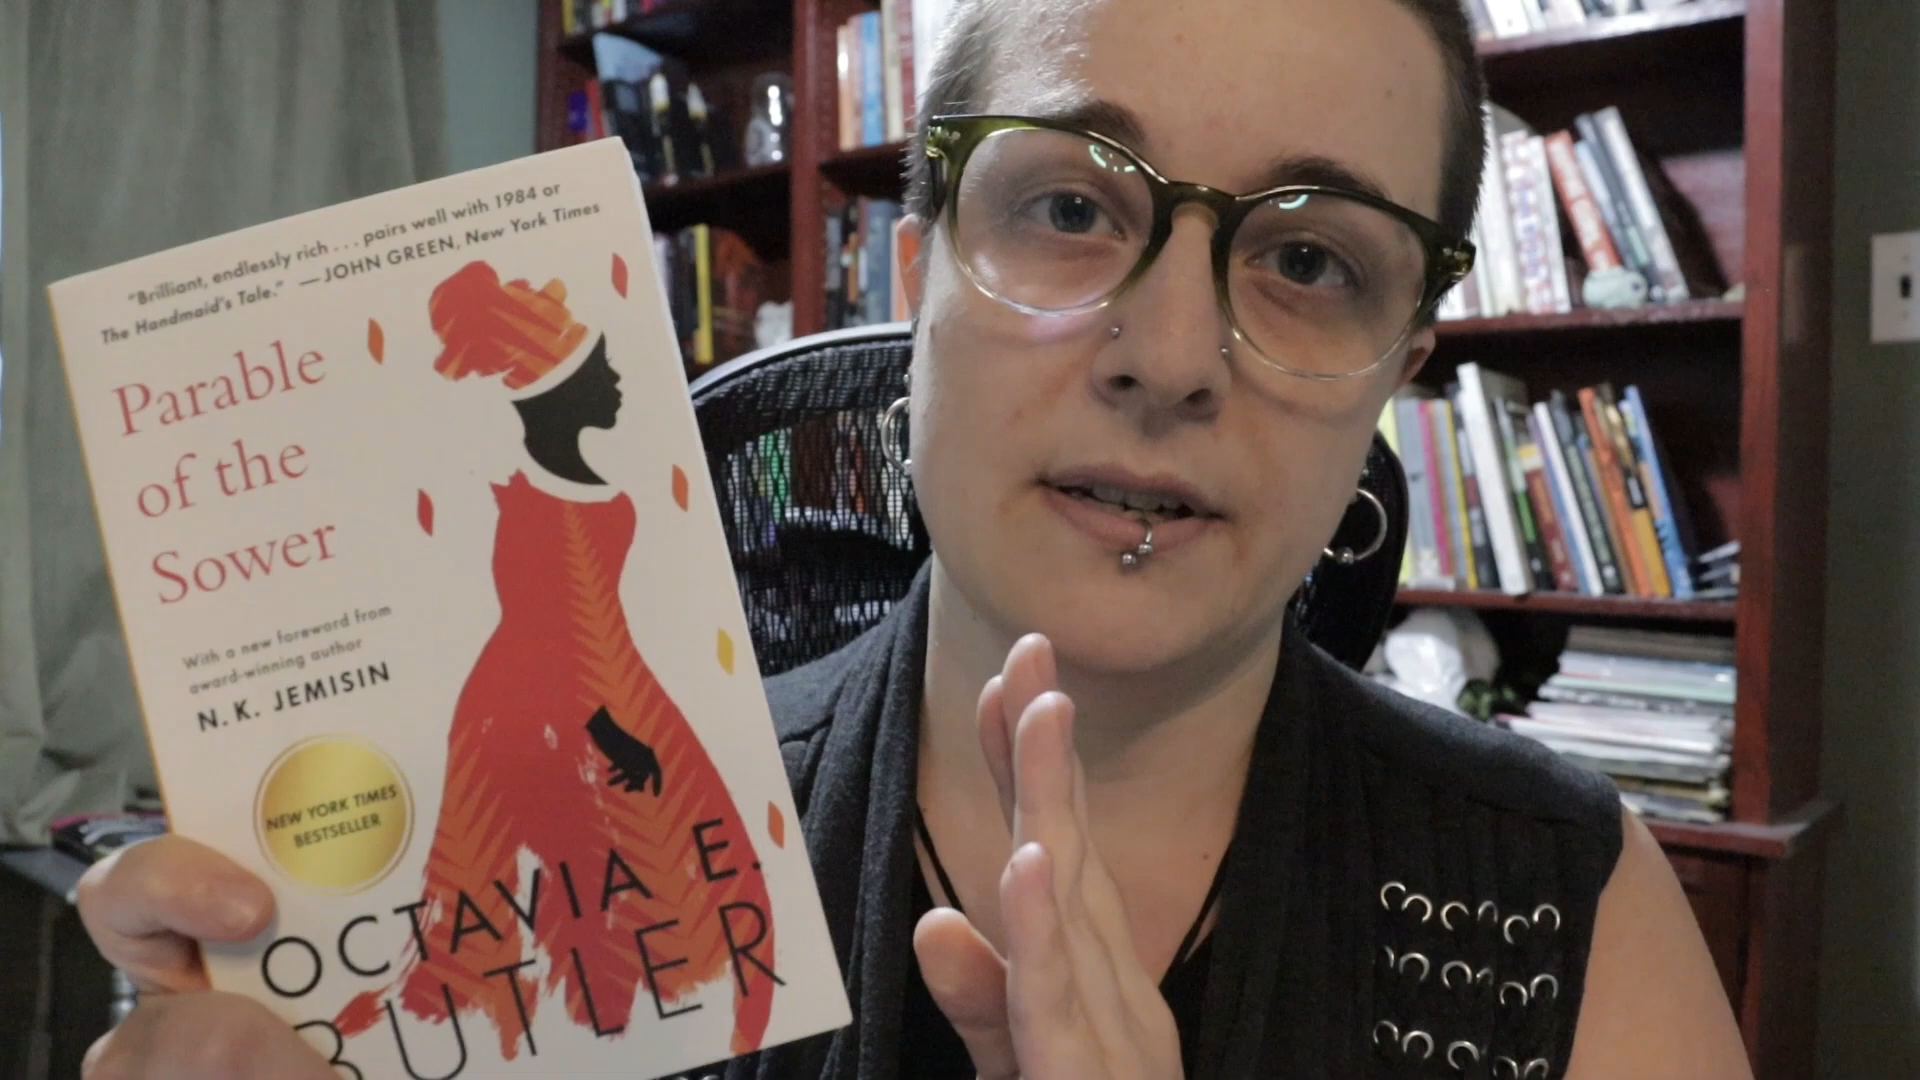 "Brilliant, endlessly rich . . . pairs well with 1984 or
The Handmaid's Tale." —JOHN GREEN, New York Times
Parable
of the
Sower
With a new foreword from
award-winning author
N. K. JEMISIN
NEW YORK TIMES
BESTSELLER
OCTAVIA E.
BUTLER